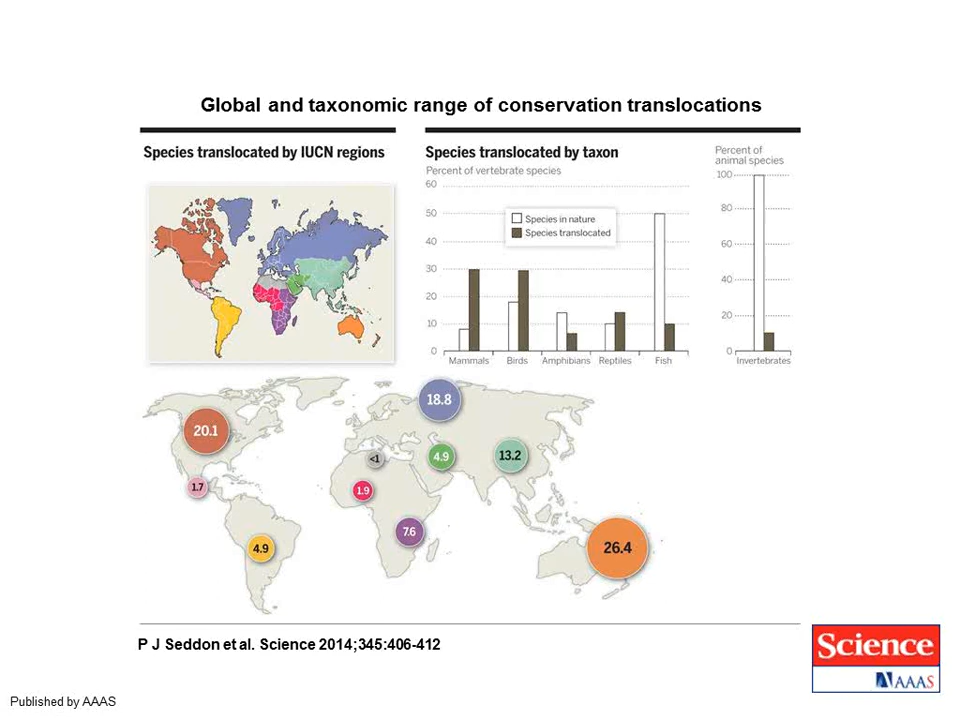 Global and taxonomic range of conservation translocations
Species translocated by IUCN regions
Species translocated by taxon
Percent of vertebrate species
60
50
40
30
20
10
0
Species in nature
Species translocated
Mammals Birds Amphibians Reptiles Fish
Percent of
animal species
100
80
60
40
20
0
Invertebrates
18.8
20.1
<1
4.9
13.2
1.7
1.9
7.6
4.9
26.4
P J Seddon et al. Science 2014;345:406-412
Science
AAAS
Published by AAAS